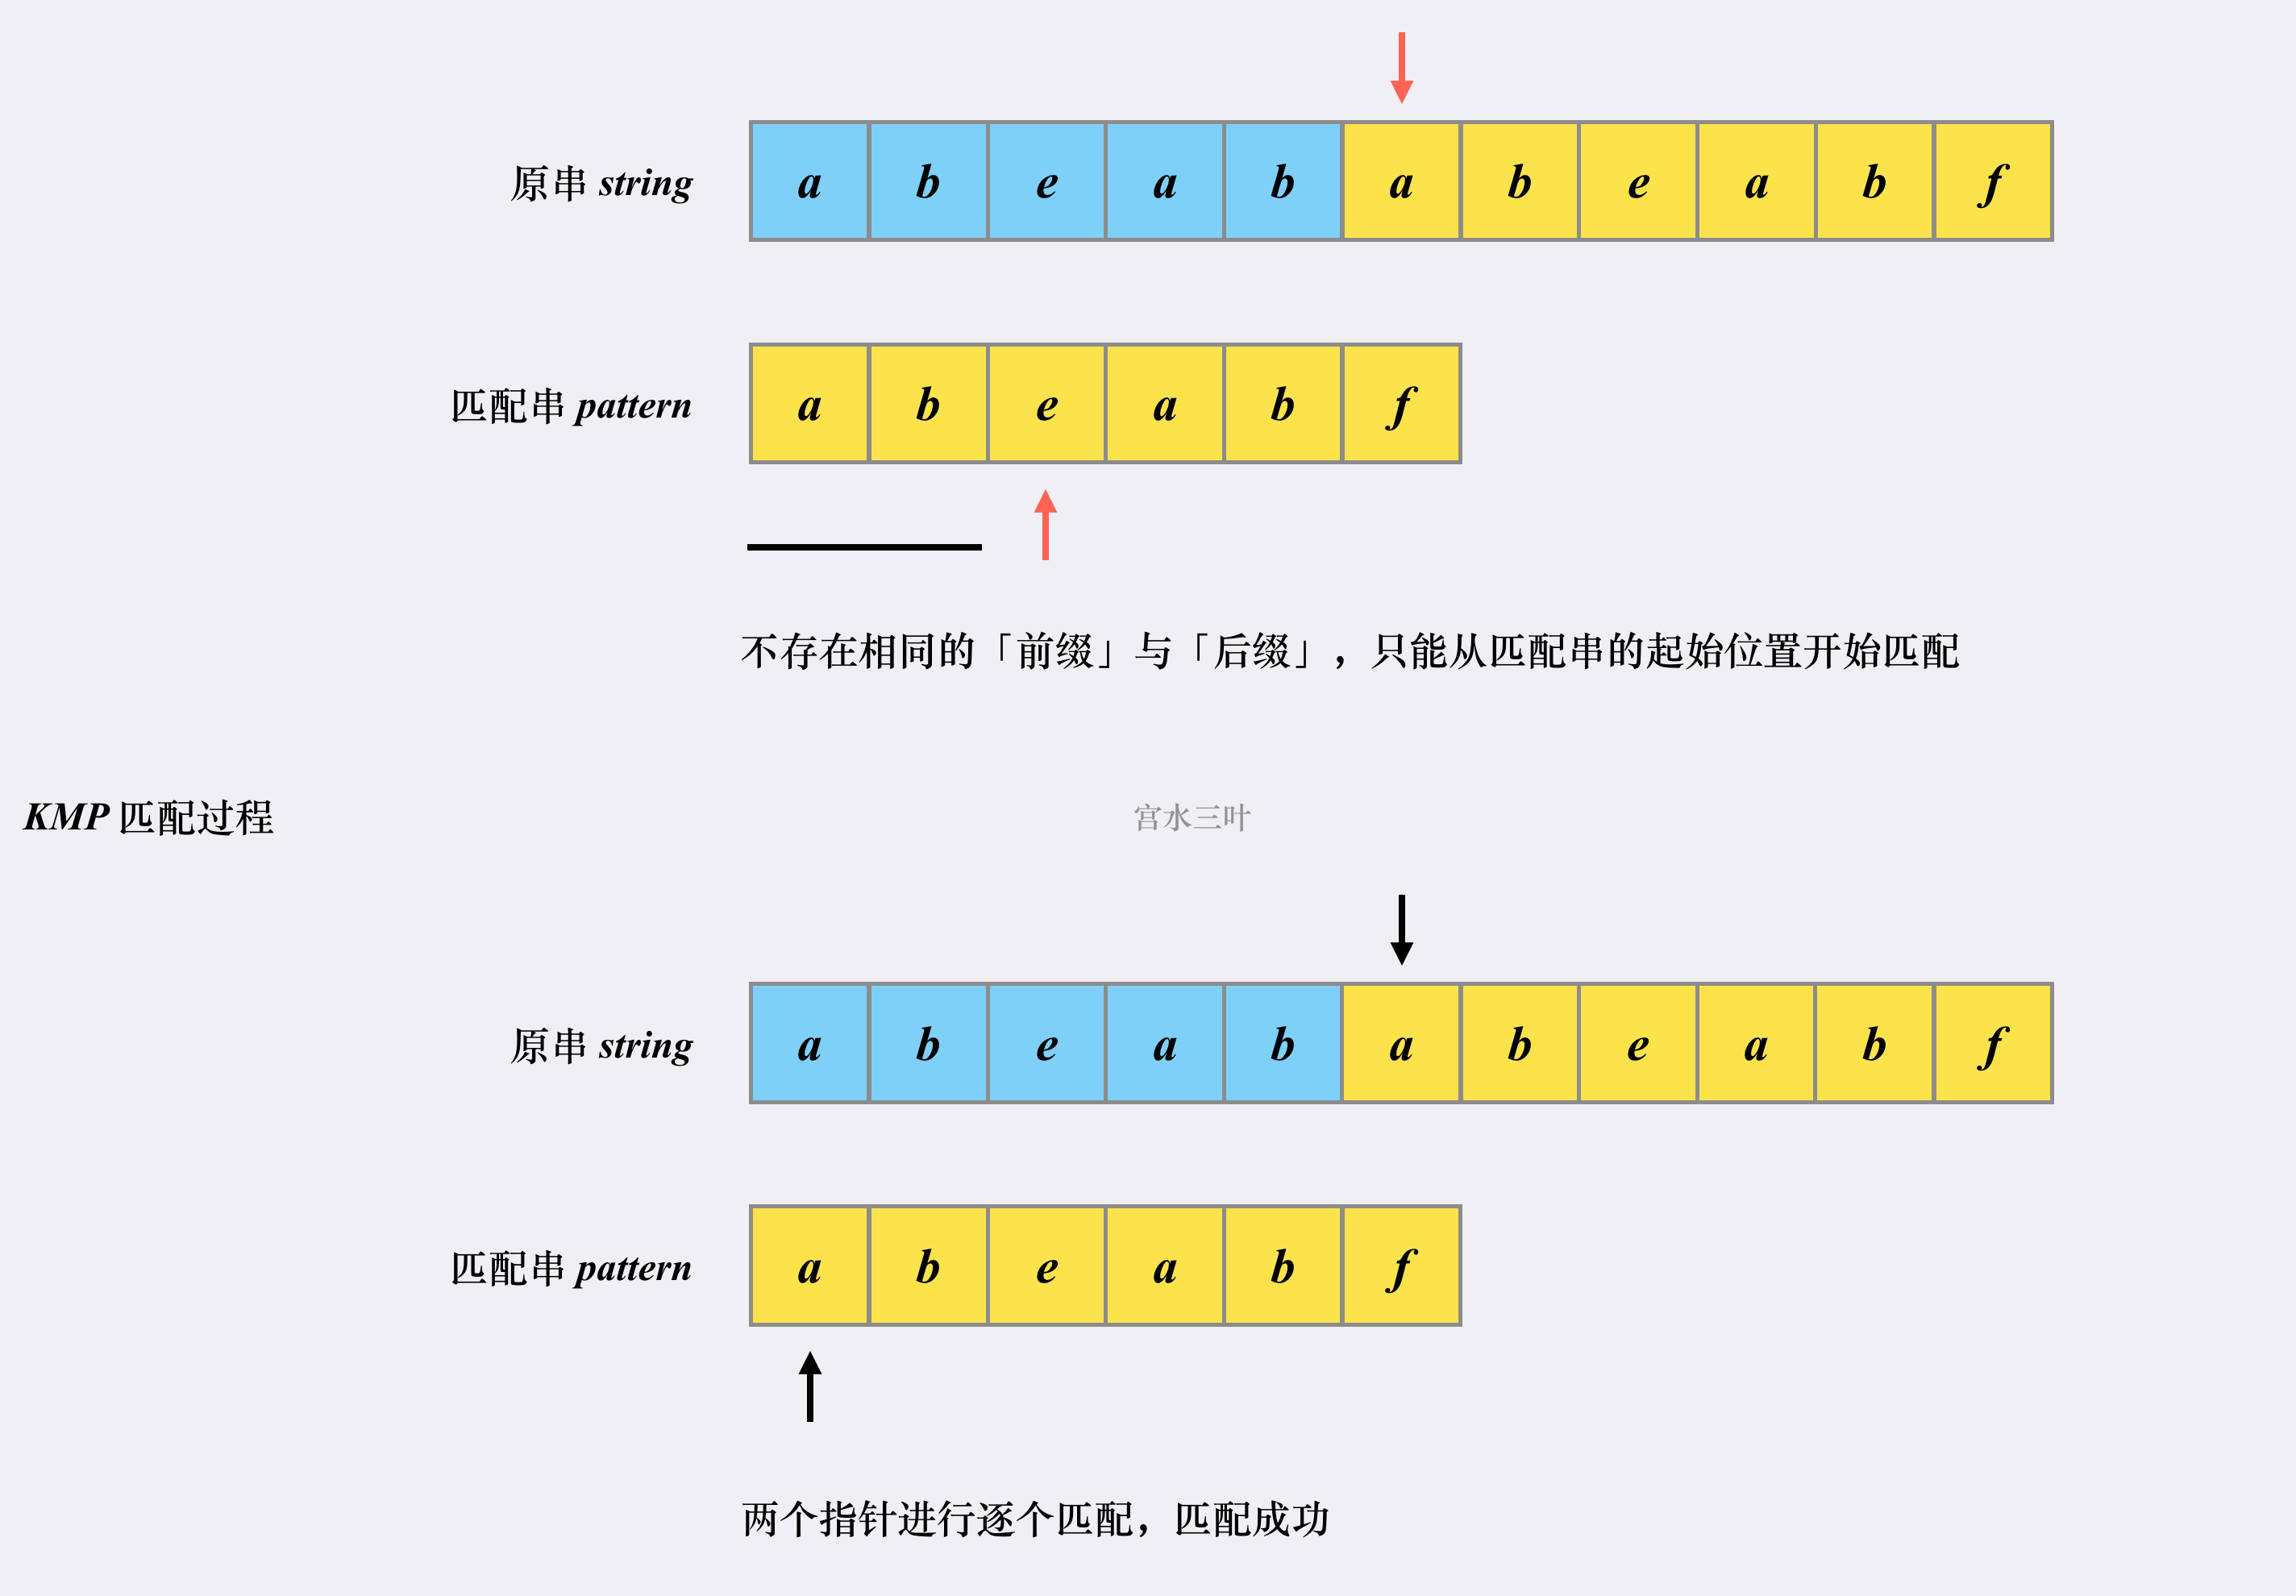 原串 string a b e a b a b e a b f
匹配串 pattern a b e a b f
不存在相同的「前缀」与「后缀」，只能从匹配串的起始位置开始匹配
KMP 匹配过程
宫水三叶
原串 string a b e a b a b e a b f
匹配串 pattern a b e a b f
两个指针进行逐个匹配，匹配成功